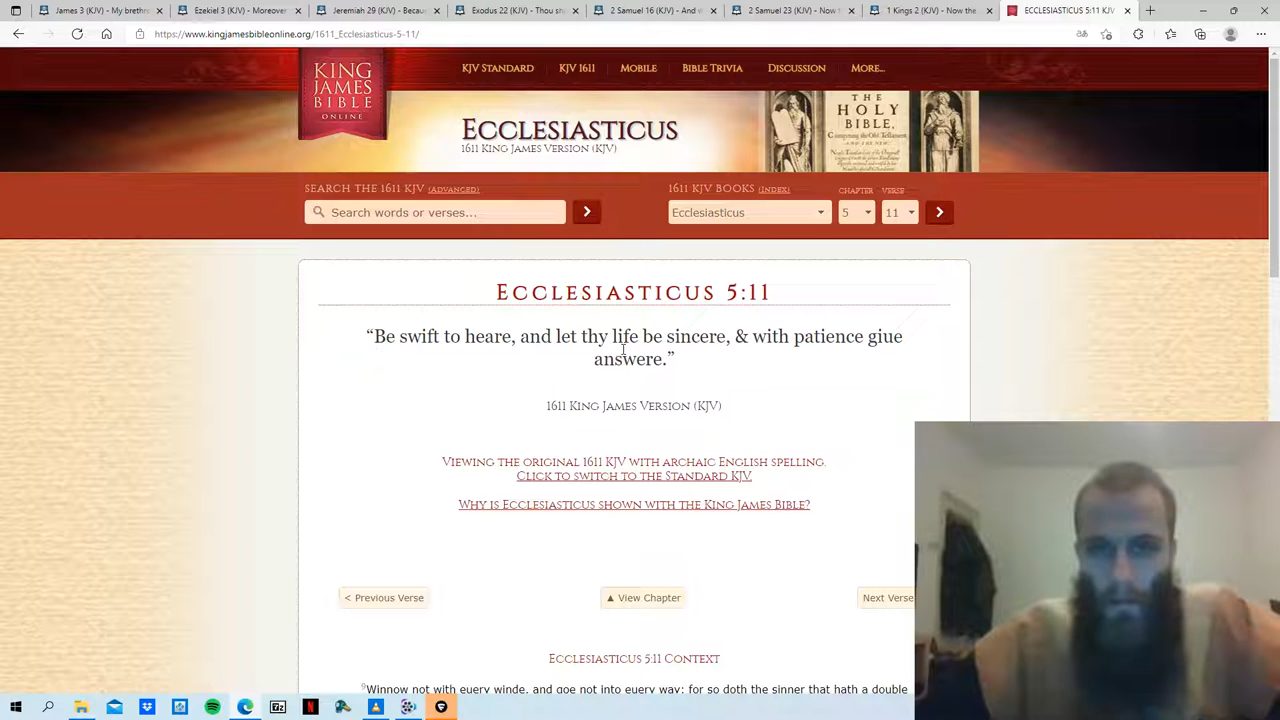 James 3 (KJV) - My brethre
Ezekiel 3 (KJV) - Moreover
Jeremiah 29 (KJV) - Becau
Exodus 22 (KJV) - Thou sh
2 Samuel 16 (KJV) - And w
2 Samuel 23 (KJV) - Now t
1 Kings 2 (KJV) - Now the
ECCLESIASTICUS 5:11 KJV
https://www.kingjamesbibleonline.org/1611_Ecclesiasticus-5-11/
KING
JAMES
BIBLE
ONLINE
KJV STANDARD
KJV 1611
MOBILE
BIBLE TRIVIA
DISCUSSION
MORE...
ECCLESIASTICUS
1611 KING JAMES VERSION (KJV)
THE
HOLY
BIBLE,
SEARCH THE 1611 KJV (ADVANCED)
Search words or verses...
1611 KJV BOOKS (INDEX)
CHAPTER
VERSE
Ecclesiasticus
5
11
ECCLESIASTICUS 5:11
“Be swift to heare, and let thy life be sincere, & with patience giue
answere.”
1611 KING JAMES VERSION (KJV)
VIEWING THE ORIGINAL 1611 KJV WITH ARCHAIC ENGLISH SPELLING.
CLICK TO SWITCH TO THE STANDARD KJV.
WHY IS ECCLESIASTICUS SHOWN WITH THE KING JAMES BIBLE?
< Previous Verse
▲ View Chapter
Next Verse
ECCLESIASTICUS 5:11 CONTEXT
9Winnow not with euery winde, and goe not into euery way: for so doth the sinner that hath a double